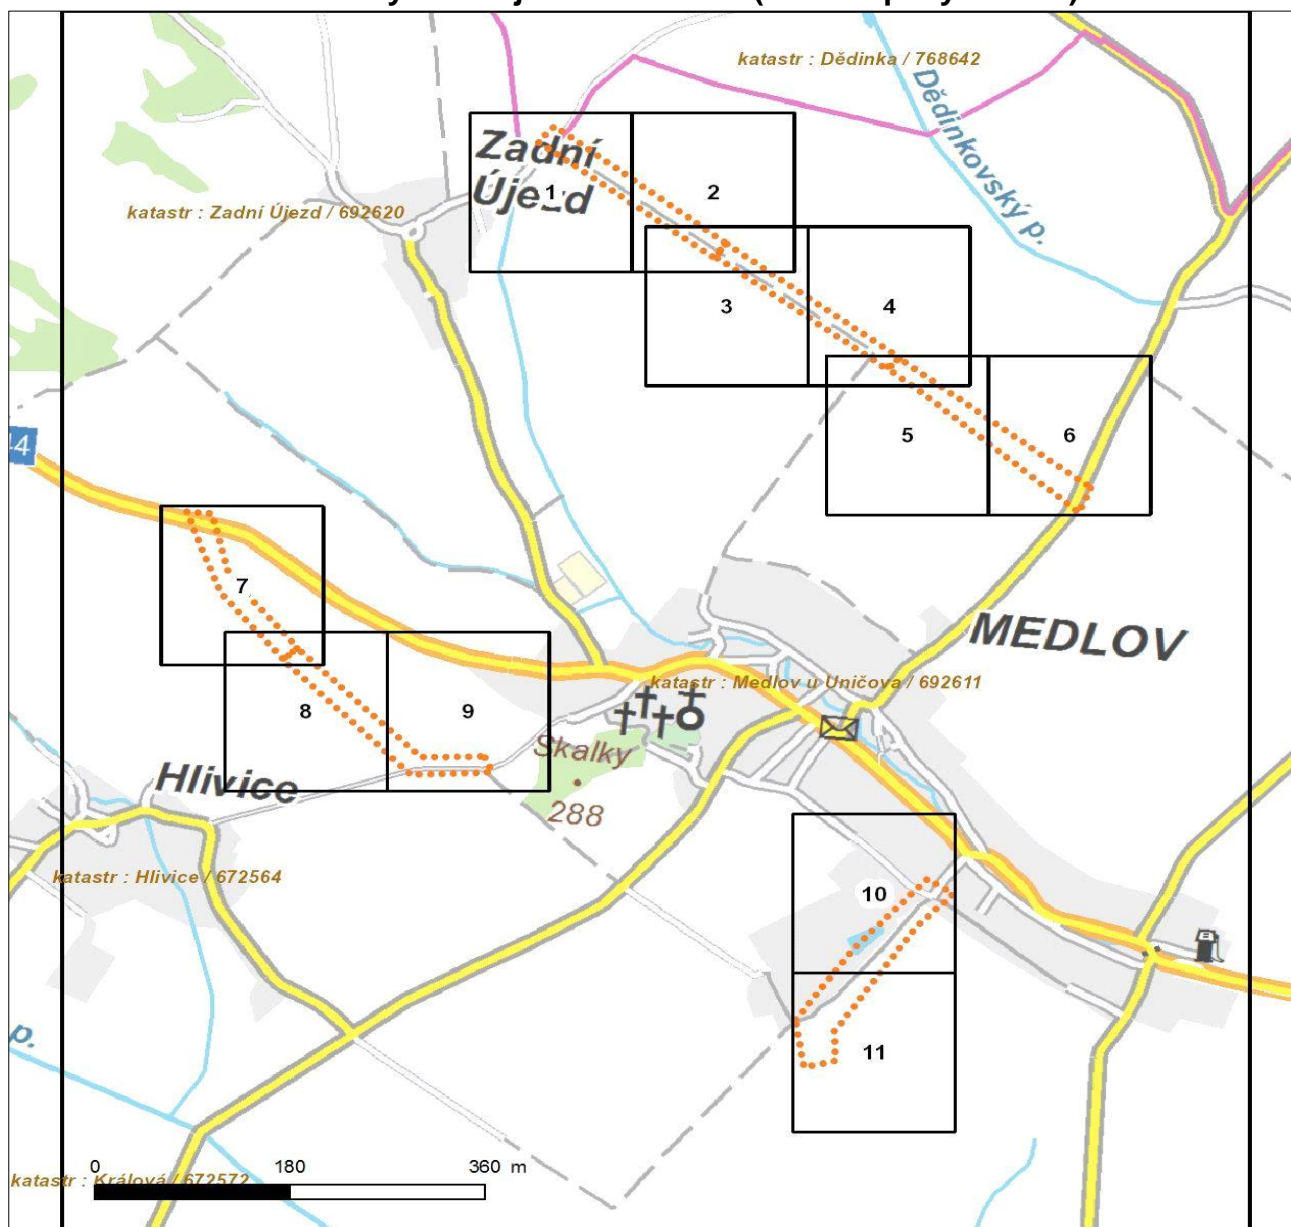 katastr : Dědinka / 768642
Dědinkovský p.
Zadní
Újezd
1
2
katastr : Zadní Újezd / 692620
3
4
5
6
44
7
MEDLOV
katastr : Medlov u Uničova / 692611
8
9
Skalky
288
Hlivice
katastr : Hlivice / 672564
10
p.
11
0 180 360 m
katastr : Králová / 672572